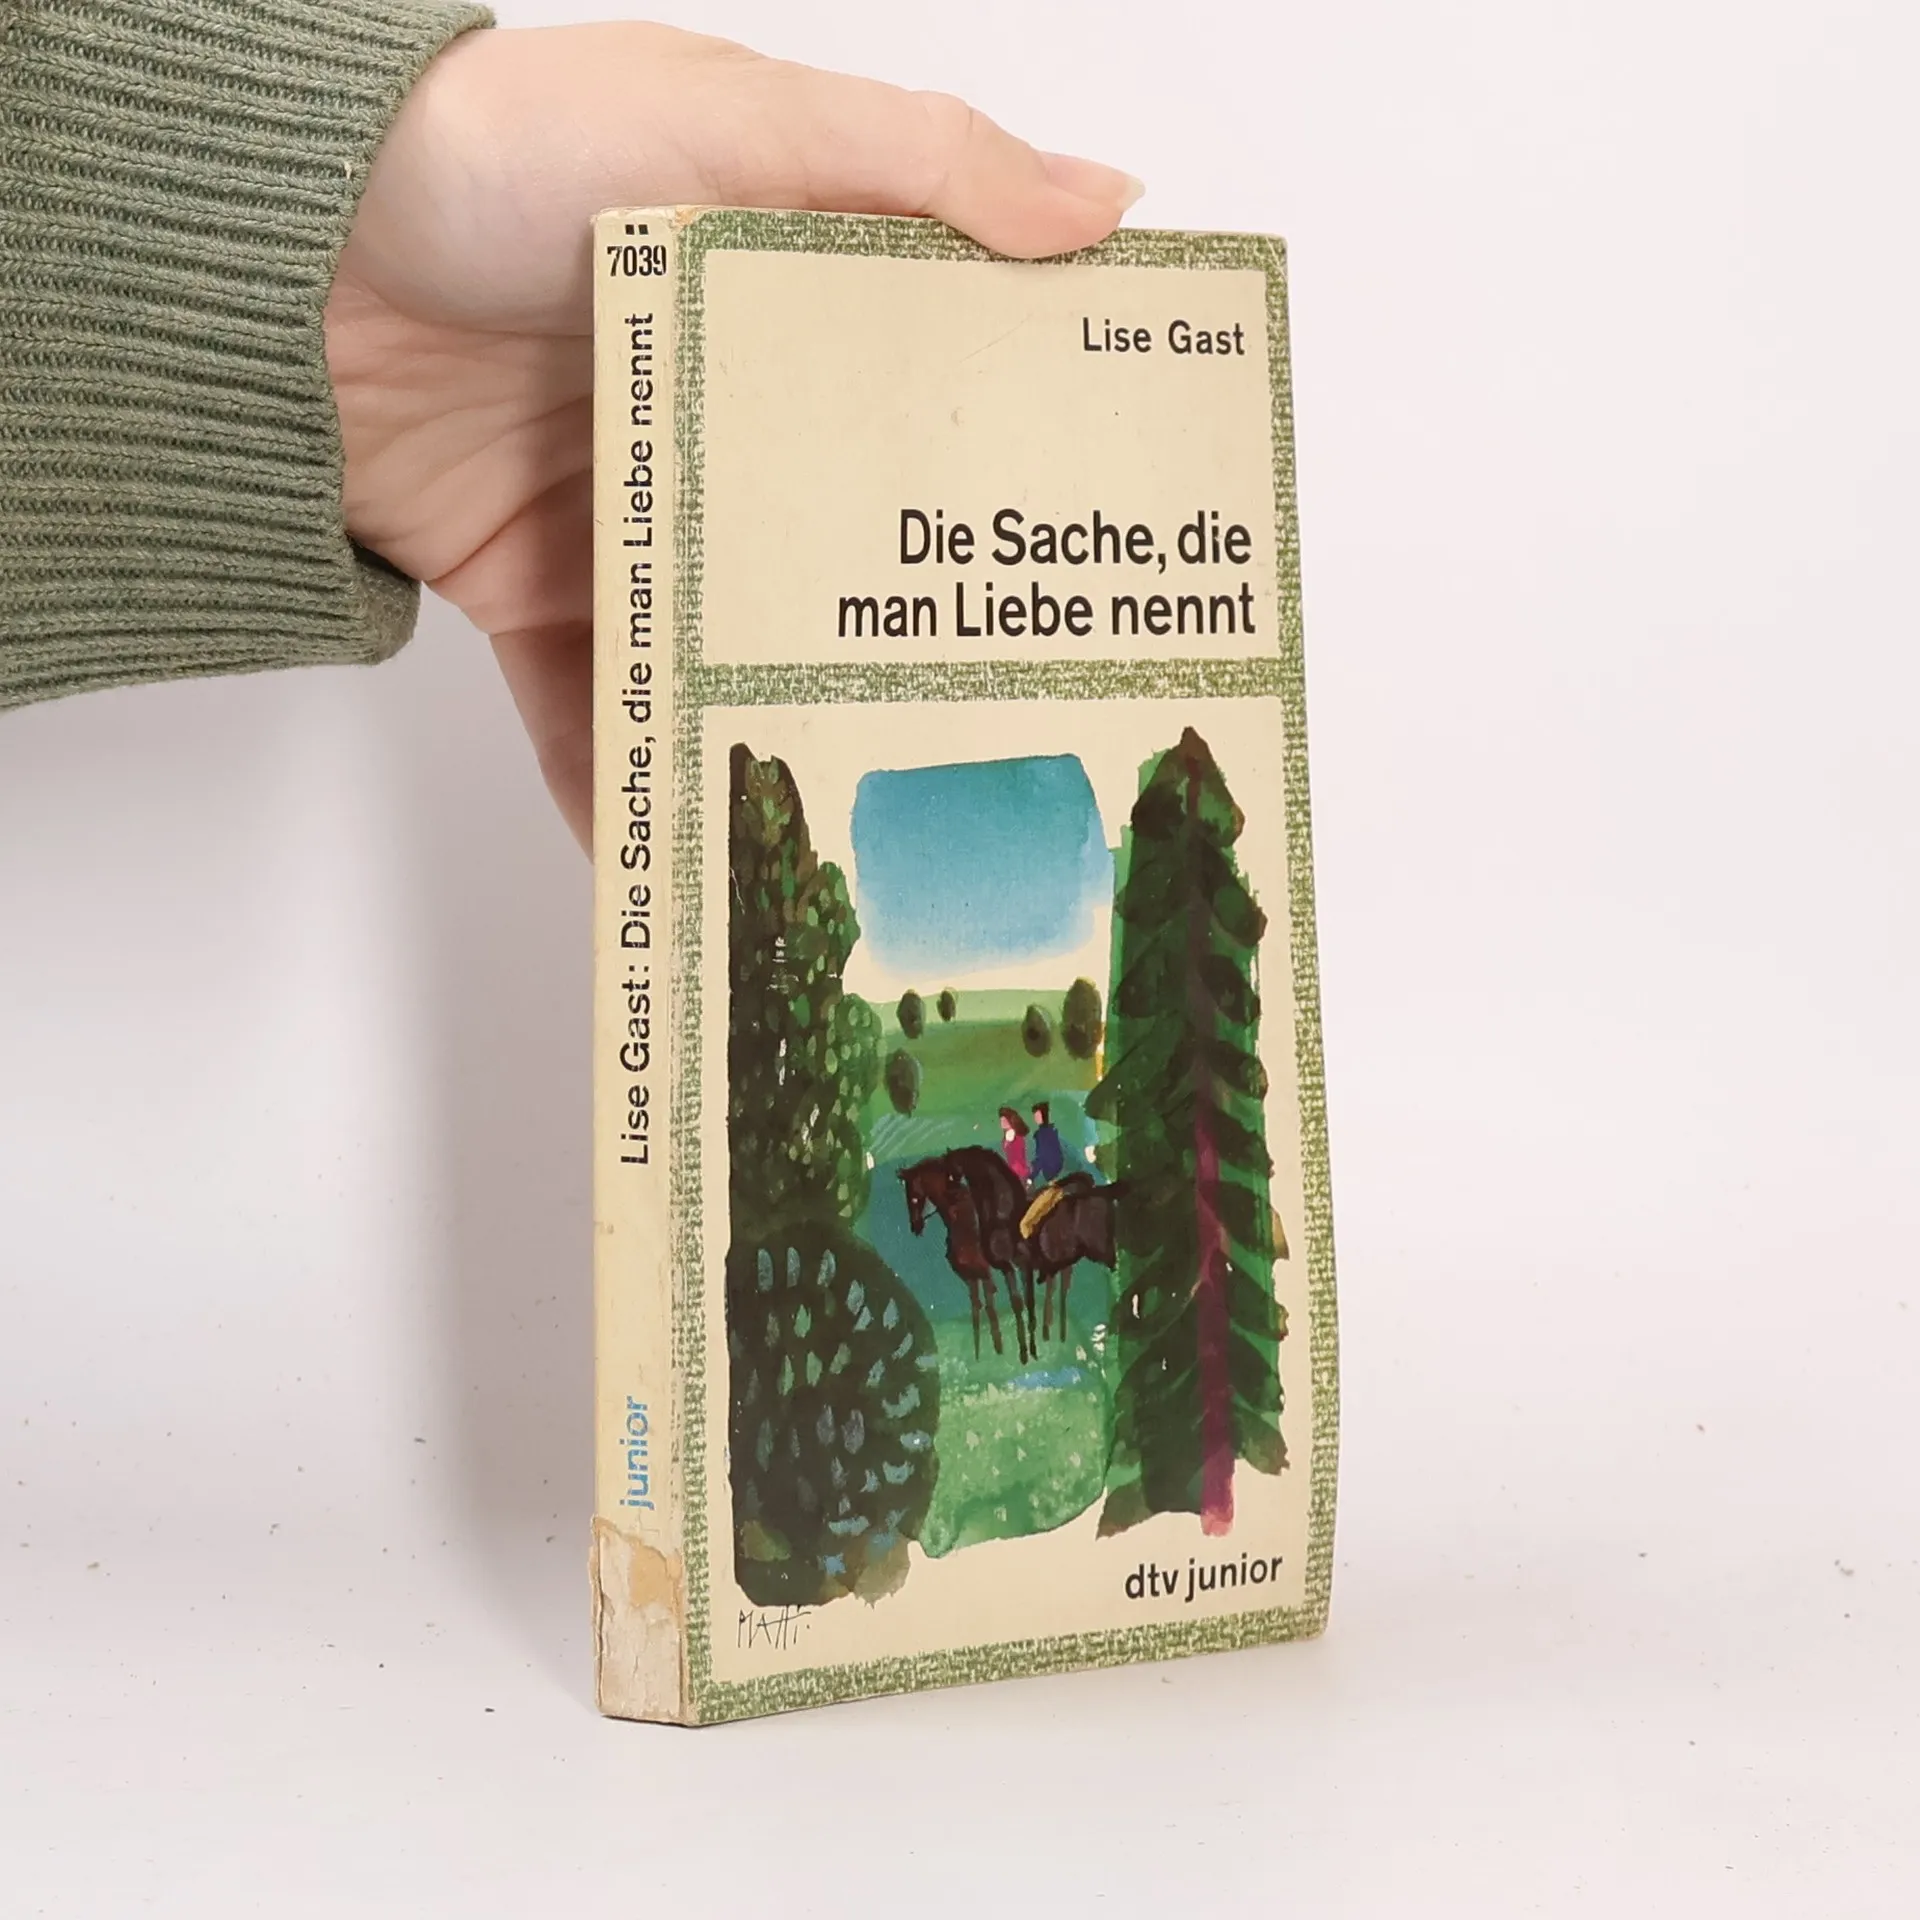 7039
Lise Gast: Die Sache, die man Liebe nennt
junior
Lise Gast
Die Sache, die
man Liebe nennt
dtv junior